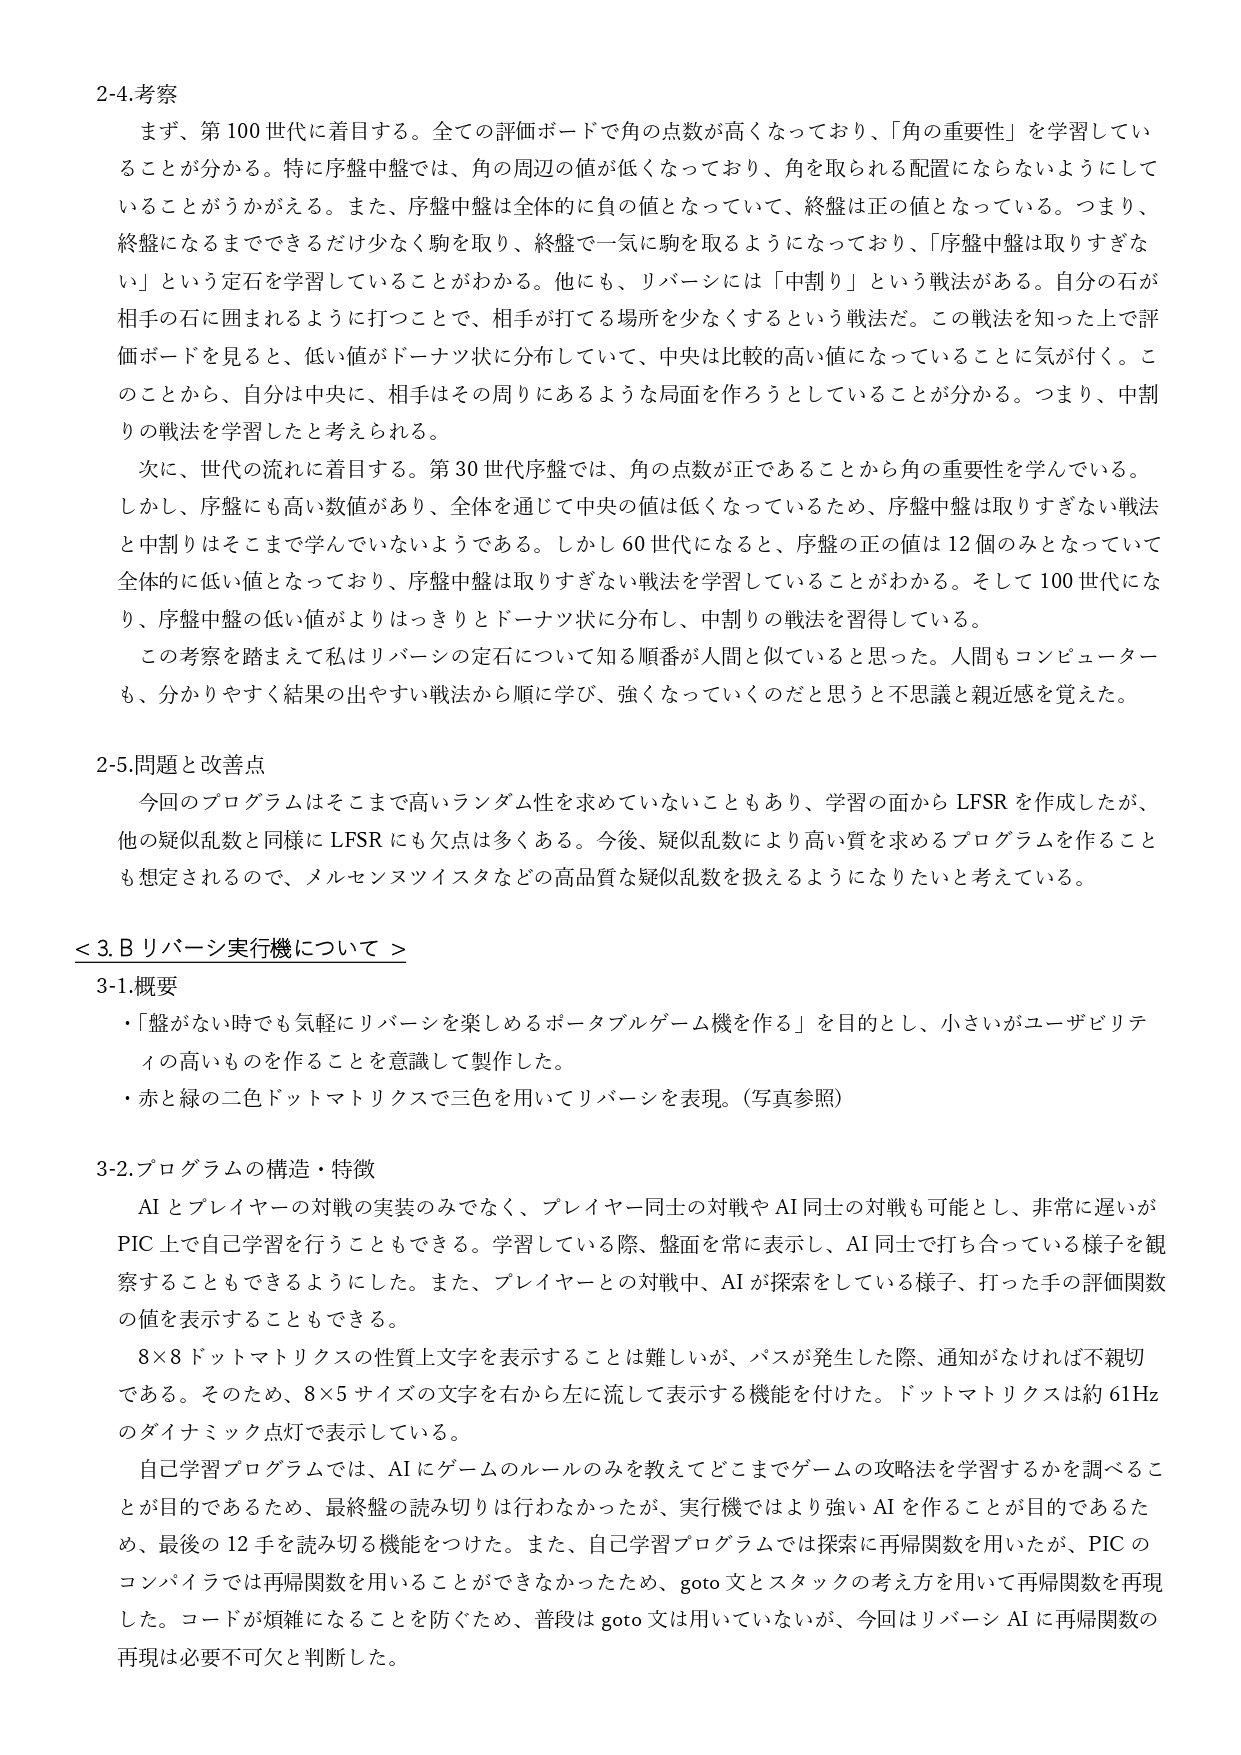 2-4.考察
まず、第 100 世代に着目する。全ての評価ボードで角の点数が高くなっており、「角の重要性」を学習してい
ることが分かる。特に序盤中盤では、角の周辺の値が低くなっており、角を取られる配置にならないようにして
いることがうかがえる。また、序盤中盤は全体的に負の値となっていて、終盤は正の値となっている。つまり、
終盤になるまでできるだけ少なく駒を取り、終盤で一気に駒を取るようになっており、「序盤中盤は取りすぎな
い」という定石を学習していることがわかる。他にも、リバーシには「中割り」という戦法がある。自分の石が
相手の石に囲まれるように打つことで、相手が打てる場所を少なくするという戦法だ。この戦法を知った上で評
価ボードを見ると、低い値がドーナツ状に分布していて、中央は比較的高い値になっていることに気が付く。こ
のことから、自分は中央に、相手はその周りにあるような局面を作ろうとしていることが分かる。つまり、中割
りの戦法を学習したと考えられる。
次に、世代の流れに着目する。第 30 世代序盤では、角の点数が正であることから角の重要性を学んでいる。
しかし、序盤にも高い数値があり、全体を通じて中央の値は低くなっているため、序盤中盤は取りすぎない戦法
と中割りはそこまで学んでいないようである。しかし 60 世代になると、序盤の正の値は 12 個のみとなっていて
全体的に低い値となっており、序盤中盤は取りすぎない戦法を学習していることがわかる。そして 100 世代にな
り、序盤中盤の低い値がよりはっきりとドーナツ状に分布し、中割りの戦法を習得している。
この考察を踏まえて私はリバーシの定石について知る順番が人間と似ていると思った。人間もコンピューター
も、分かりやすく結果の出やすい戦法から順に学び、強くなっていくのだと思うと不思議と親近感を覚えた。
2-5.問題と改善点
今回のプログラムはそこまで高いランダム性を求めていないこともあり、学習の面から LFSR を作成したが、
他の疑似乱数と同様に LFSR にも欠点は多くある。今後、疑似乱数により高い質を求めるプログラムを作ること
も想定されるので、メルセンヌツイスタなどの高品質な疑似乱数を扱えるようになりたいと考えている。
＜3. B リバーシ実行機について ＞
3-1.概要
・「盤がない時でも気軽にリバーシを楽しめるポータブルゲーム機を作る」を目的とし、小さいがユーザビリテ
ィの高いものを作ることを意識して製作した。
・赤と緑の二色ドットマトリクスで三色を用いてリバーシを表現。（写真参照）
3-2.プログラムの構造・特徴
AI とプレイヤーの対戦の実装のみでなく、プレイヤー同士の対戦や AI 同士の対戦も可能とし、非常に遅いが
PIC 上で自己学習を行うこともできる。学習している際、盤面を常に表示し、AI 同士で打ち合っている様子を観
察することもできるようにした。また、プレイヤーとの対戦中、AI が探索をしている様子、打った手の評価関数
の値を表示することもできる。
8×8 ドットマトリクスの性質上文字を表示することは難しいが、パスが発生した際、通知がなければ不親切
である。そのため、8×5 サイズの文字を右から左に流して表示する機能を付けた。ドットマトリクスは約 61Hz
のダイナミック点灯で表示している。
自己学習プログラムでは、AI にゲームのルールのみを教えてどこまでゲームの攻略法を学習するかを調べるこ
とが目的であるため、最終盤の読み切りは行わなかったが、実行機ではより強い AI を作ることが目的であるた
め、最後の 12 手を読み切る機能をつけた。また、自己学習プログラムでは探索に再帰関数を用いたが、PIC の
コンパイラでは再帰関数を用いることができなかったため、goto 文とスタックの考え方を用いて再帰関数を再現
した。コードが煩雑になることを防ぐため、普段は goto 文は用いていないが、今回はリバーシ AI に再帰関数の
再現は必要不可欠と判断した。